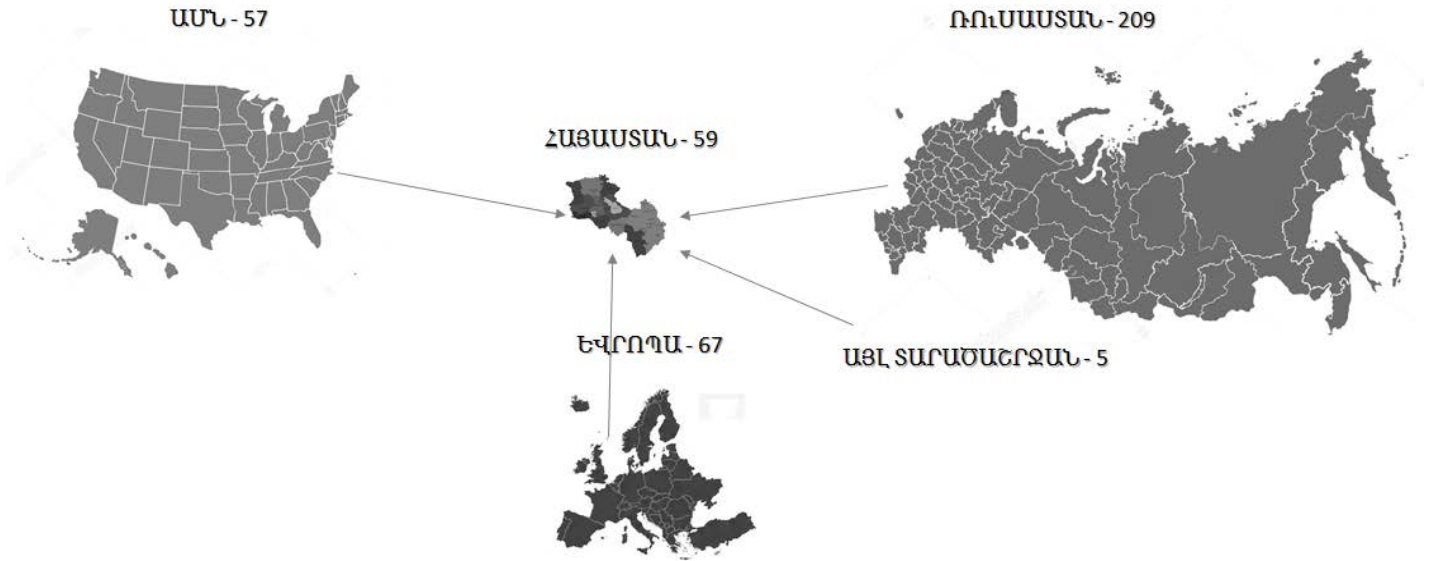 ԱՄՆ - 57
ՌՈւՍԱՍՏԱՆ - 209
ՀԱՅԱՍՏԱՆ - 59
ԵՎՐՈՊԱ - 67
ԱՅԼ ՏԱՐԱԾԱՇՐՋԱՆ - 5